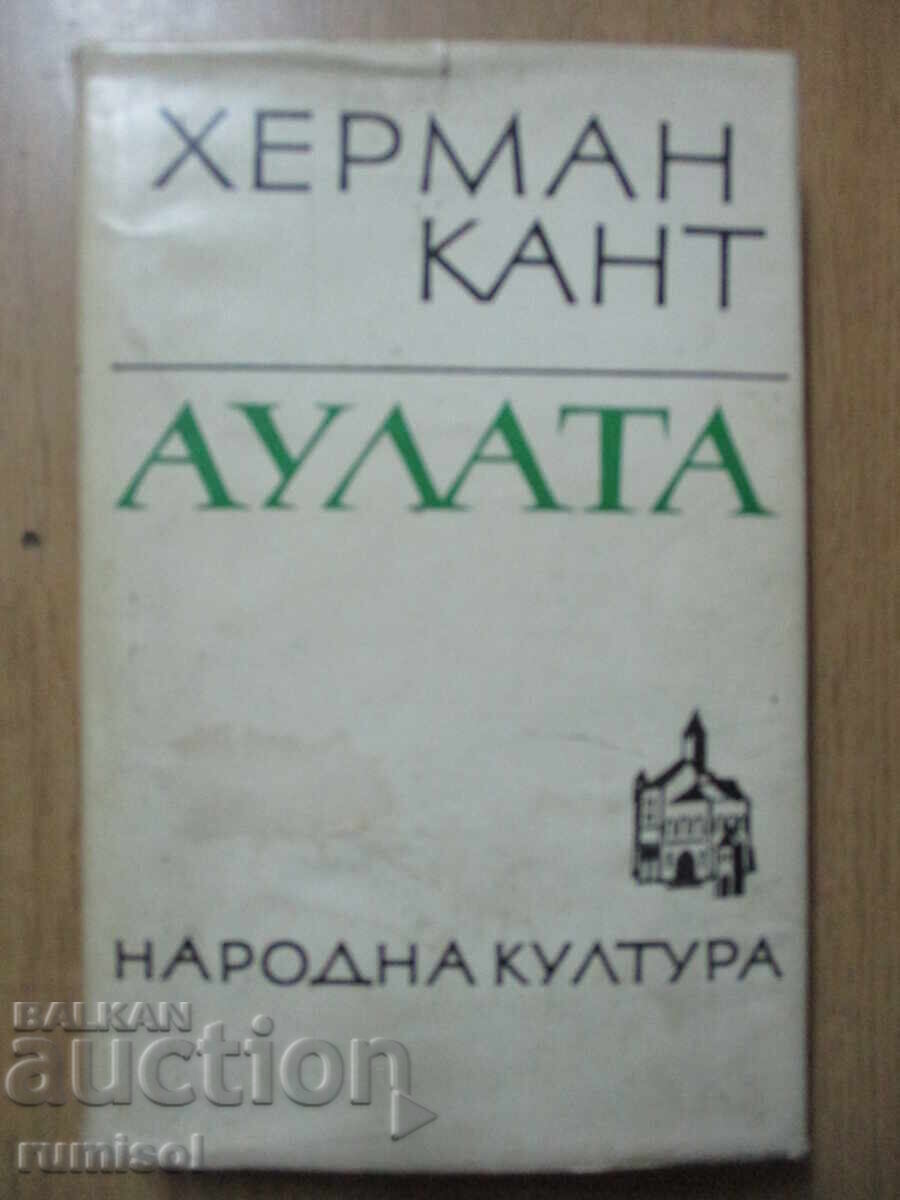 ХЕРМАН
КАНТ
АУЛАТА
НАРОДНА КУЛТУРА
BALKAN
auction
rumisol